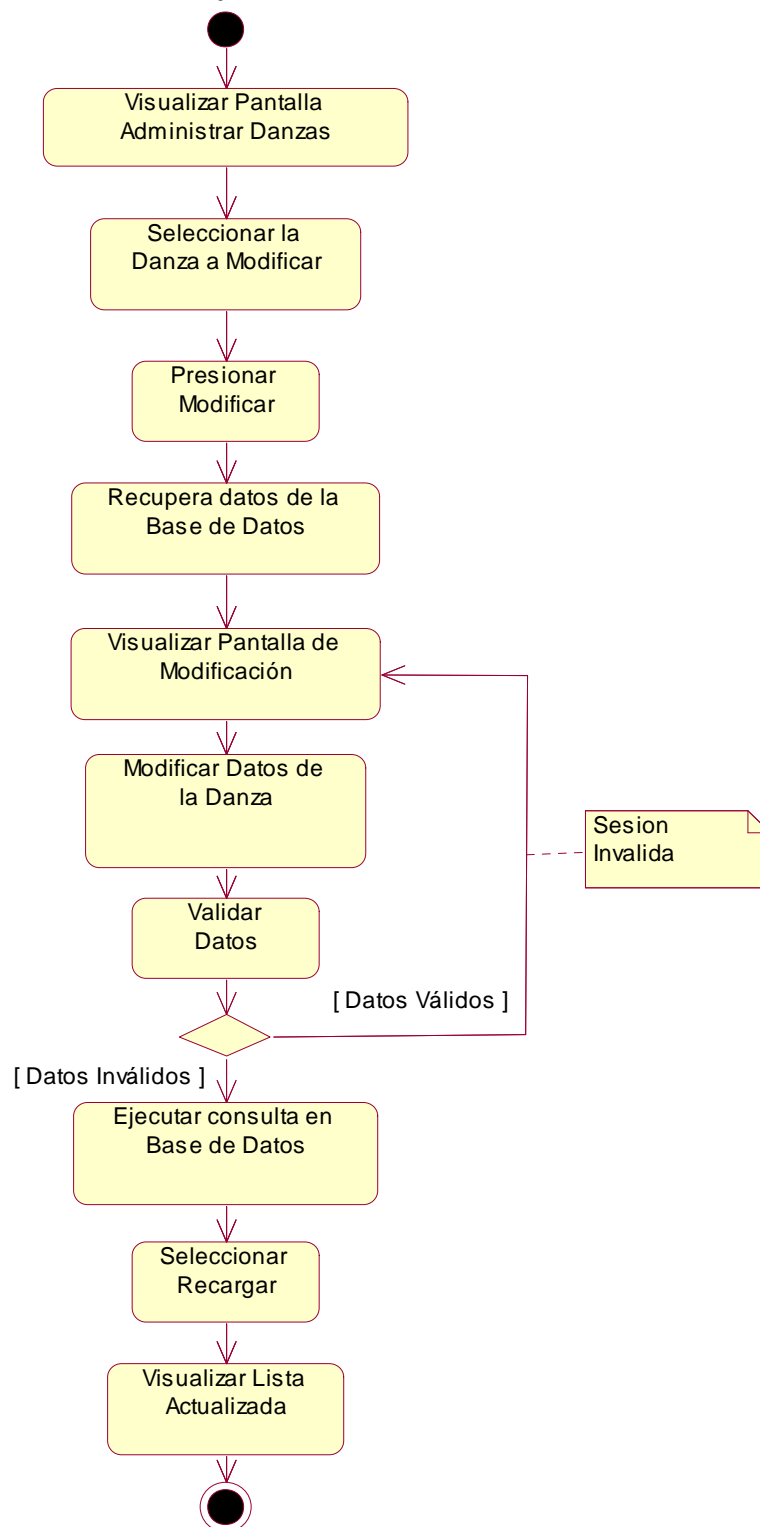 Visualizar Pantalla
Administrar Danzas
Seleccionar la
Danza a Modificar
Presionar
Modificar
Recupera datos de la
Base de Datos
Visualizar Pantalla de
Modificación
Modificar Datos de
la Danza
Sesion
Invalida
Validar
Datos
[ Datos Válidos ]
[ Datos Inválidos ]
Ejecutar consulta en
Base de Datos
Seleccionar
Recargar
Visualizar Lista
Actualizada